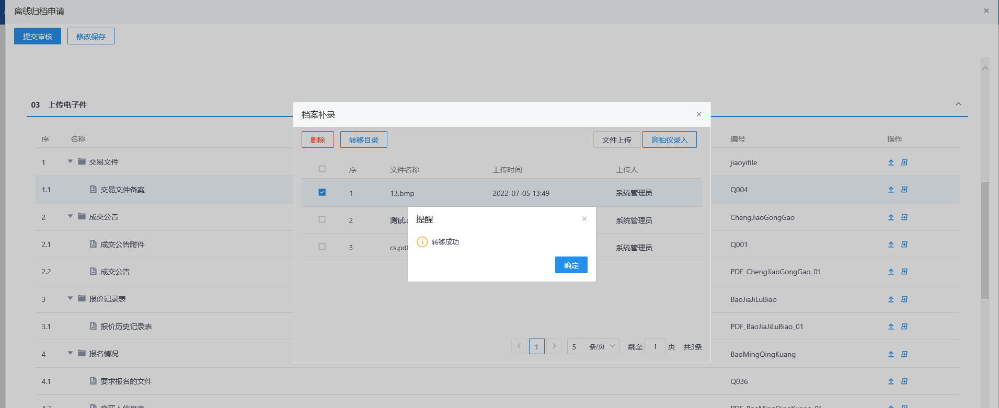 离线归档申请
提交审核 修改保存
03 上传电子件
档案补录
删除 转移目录 文件上传 高拍仪录入
序 名称 编号 操作
序 文件名称 上传时间 上传人
1 交易文件 jiaoyifile
1.1 交易文件备案 Q004
1 13.bmp 2022-07-05 13:49 系统管理员
2 成交公告 ChengJiaoGongGao
2 测试. 系统管理员
提醒
转移成功
确定
2.1 成交公告附件 Q001
3 cs.pdf 系统管理员
2.2 成交公告 PDF_ChengJiaoGongGao_01
3 报价记录表 BaoJiaJiLuBiao
3.1 报价历史记录表 PDF_BaoJiaJiLuBiao_01
1 5 条/页 跳至 1 页 共3条
4 报名情况 BaoMingQingKuang
4.1 要求报名的文件 Q036
4.2 PDF_BaoMingQingKuang_01